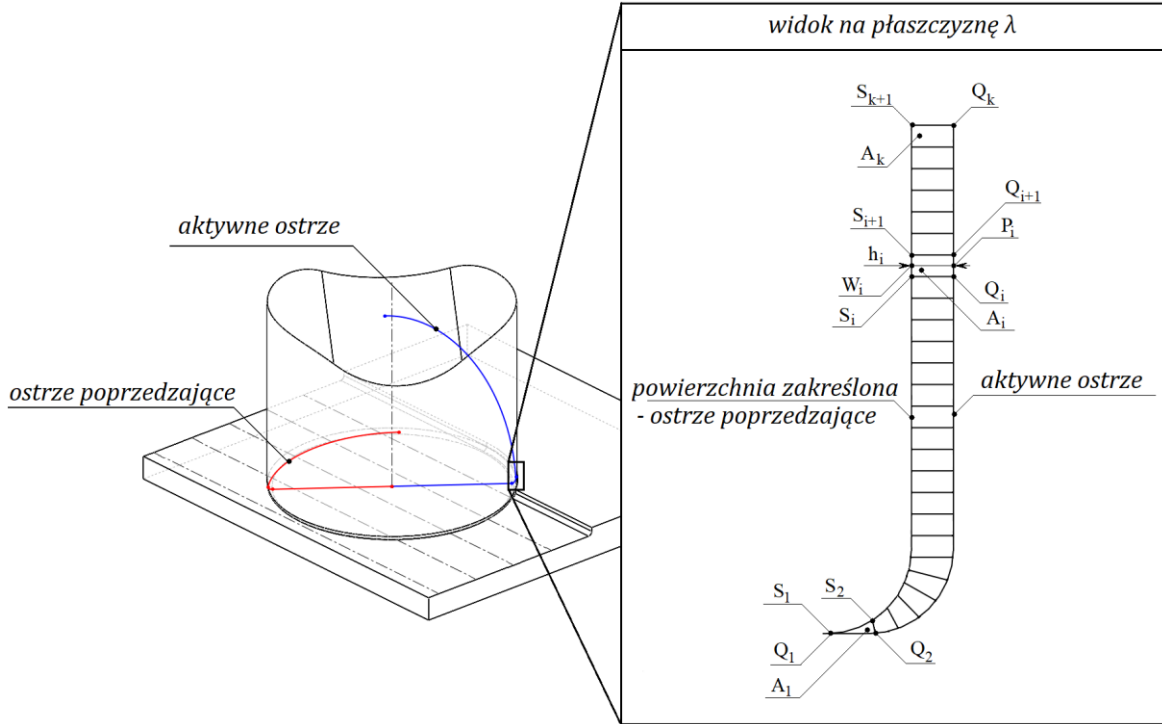 widok na płaszczyznę λ
aktywne ostrze
ostrze poprzedzające
S_{k+1}
Q_k
A_k
S_{i+1}
Q_{i+1}
h_i
P_i
W_i
Q_i
S_i
A_i
powierzchnia zakreślona
- ostrze poprzedzające
aktywne ostrze
S_1
S_2
Q_1
Q_2
A_1